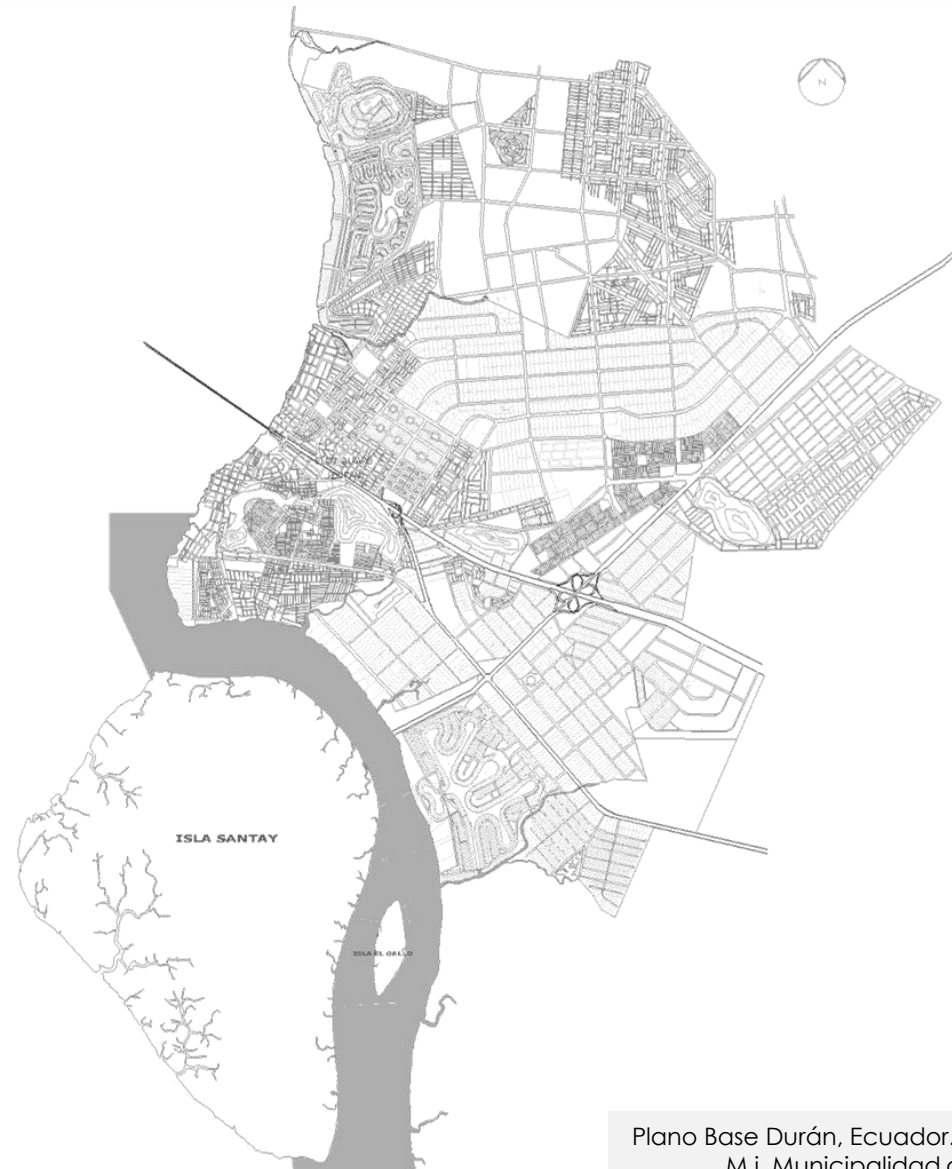 N
ISLA SANTAY
ISLA EL GALLO
Plano Base Durán, Ecuador.
M.i. Municipalidad